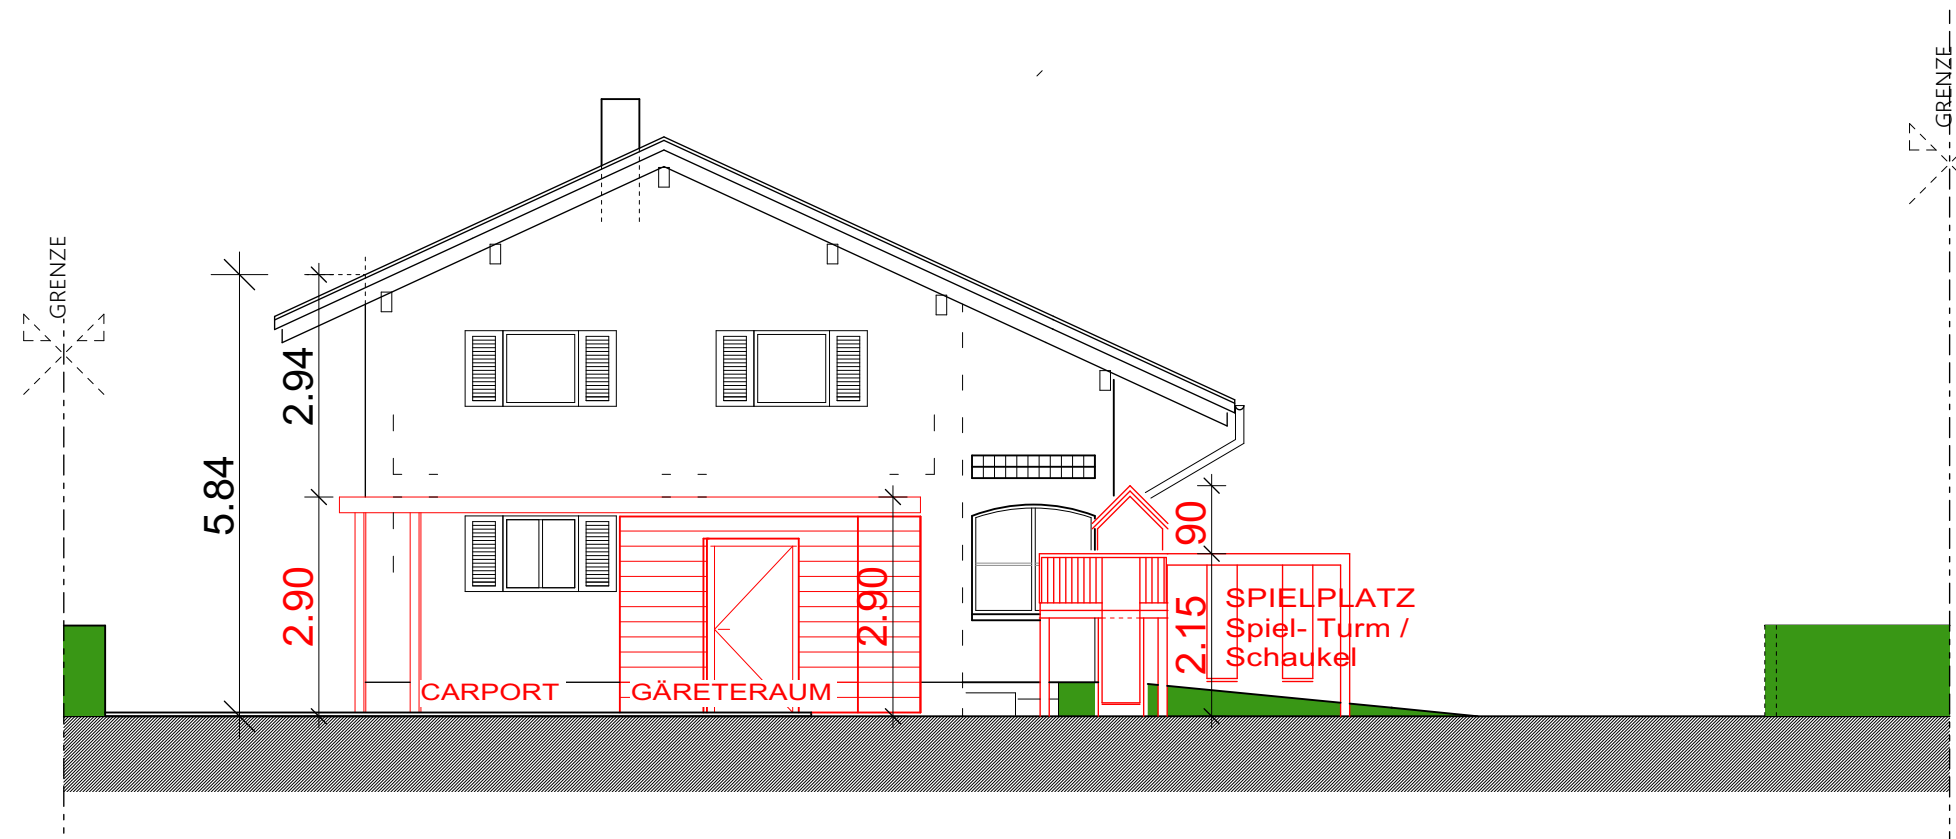 GRENZE
GRENZE
5.84
2.94
2.90
2.90
90
2.15
SPIELPLATZ
Spiel- Turm /
Schaukel
CARPORT
GÄRETERAUM